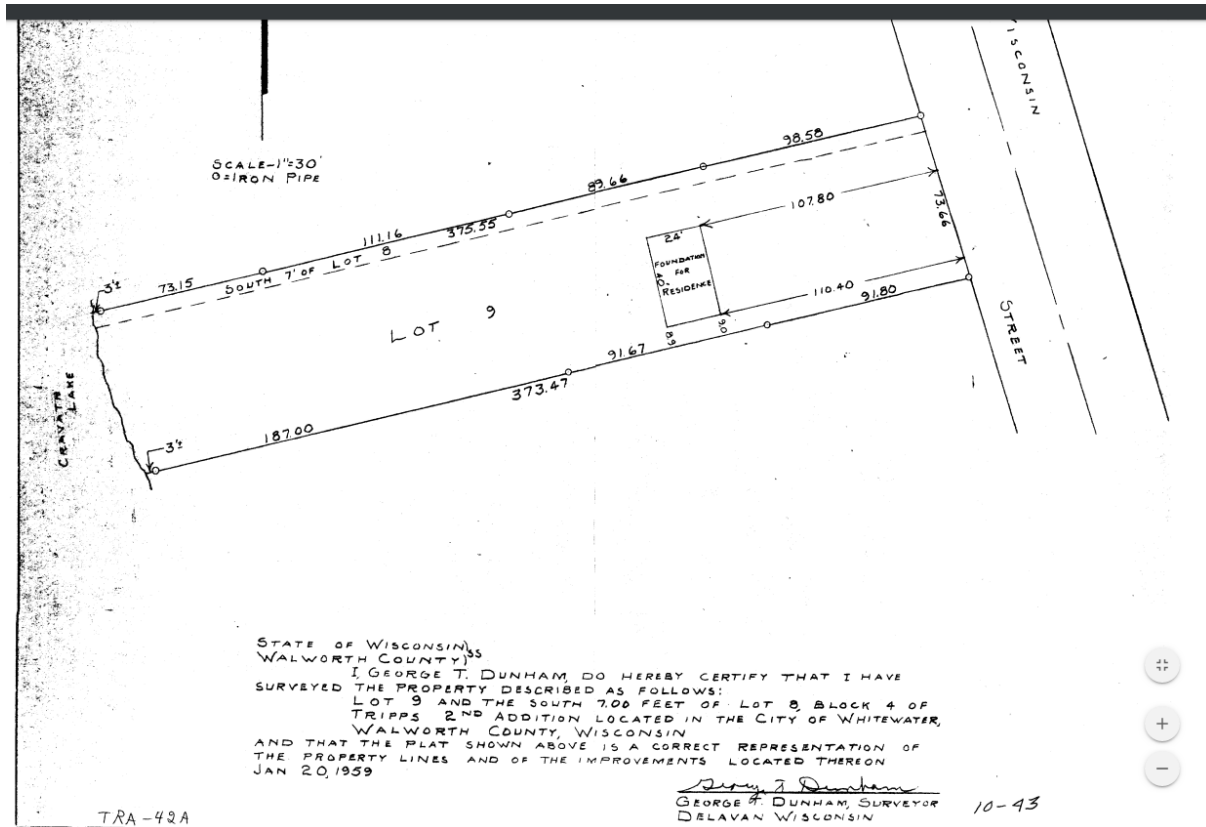 WISCONSIN
SCALE-1"=30'
O=IRON PIPE
98.58
89.66
107.80
73.66
111.16
375.55
24'
SOUTH 7' OF LOT 8
73.15
3'±
FOUNDATION
FOR
RESIDENCE
40'
110.40
91.80
LOT 9
8.9
9.0
91.67
STREET
373.47
CRAVATH
LAKE
187.00
3'±
STATE OF WISCONSIN)
WALWORTH COUNTY)SS
I, GEORGE T. DUNHAM, DO HEREBY CERTIFY THAT I HAVE
SURVEYED THE PROPERTY DESCRIBED AS FOLLOWS:
LOT 9 AND THE SOUTH 7.00 FEET OF LOT 8, BLOCK 4 OF
TRIPPS 2ND ADDITION LOCATED IN THE CITY OF WHITEWATER,
WALWORTH COUNTY, WISCONSIN
AND THAT THE PLAT SHOWN ABOVE IS A CORRECT REPRESENTATION OF
THE PROPERTY LINES AND OF THE IMPROVEMENTS LOCATED THEREON
JAN 20, 1959
George T. Dunham
GEORGE T. DUNHAM, SURVEYOR
DELAVAN WISCONSIN
10-43
TRA-42A